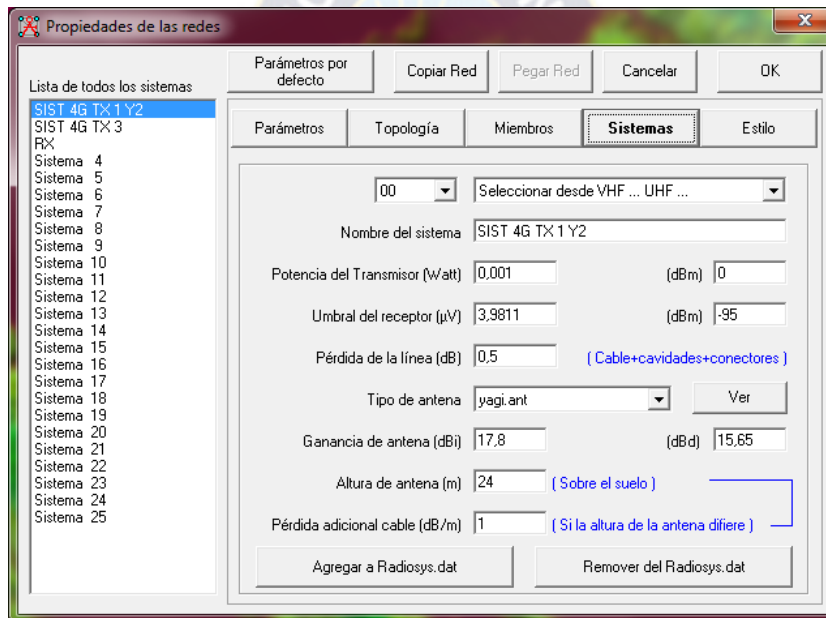 Propiedades de las redes
Parámetros por defecto
Copiar Red
Pegar Red
Cancelar
OK
Lista de todos los sistemas
SIST 4G TX 1 Y2
SIST 4G TX 3
RX
Sistema 4
Sistema 5
Sistema 6
Sistema 7
Sistema 8
Sistema 9
Sistema 10
Sistema 11
Sistema 12
Sistema 13
Sistema 14
Sistema 15
Sistema 16
Sistema 17
Sistema 18
Sistema 19
Sistema 20
Sistema 21
Sistema 22
Sistema 23
Sistema 24
Sistema 25
Parámetros Topología Miembros Sistemas Estilo
00 Seleccionar desde VHF ... UHF ...
Nombre del sistema SIST 4G TX 1 Y2
Potencia del Transmisor (Watt) 0,001 (dBm) 0
Umbral del receptor (µV) 3,9811 (dBm) -95
Pérdida de la línea (dB) 0,5 ( Cable+cavidades+conectores )
Tipo de antena yagi.ant Ver
Ganancia de antena (dBi) 17,8 (dBd) 15,65
Altura de antena (m) 24 ( Sobre el suelo )
Pérdida adicional cable (dB/m) 1 ( Si la altura de la antena difiere )
Agregar a Radiosys.dat Remover del Radiosys.dat